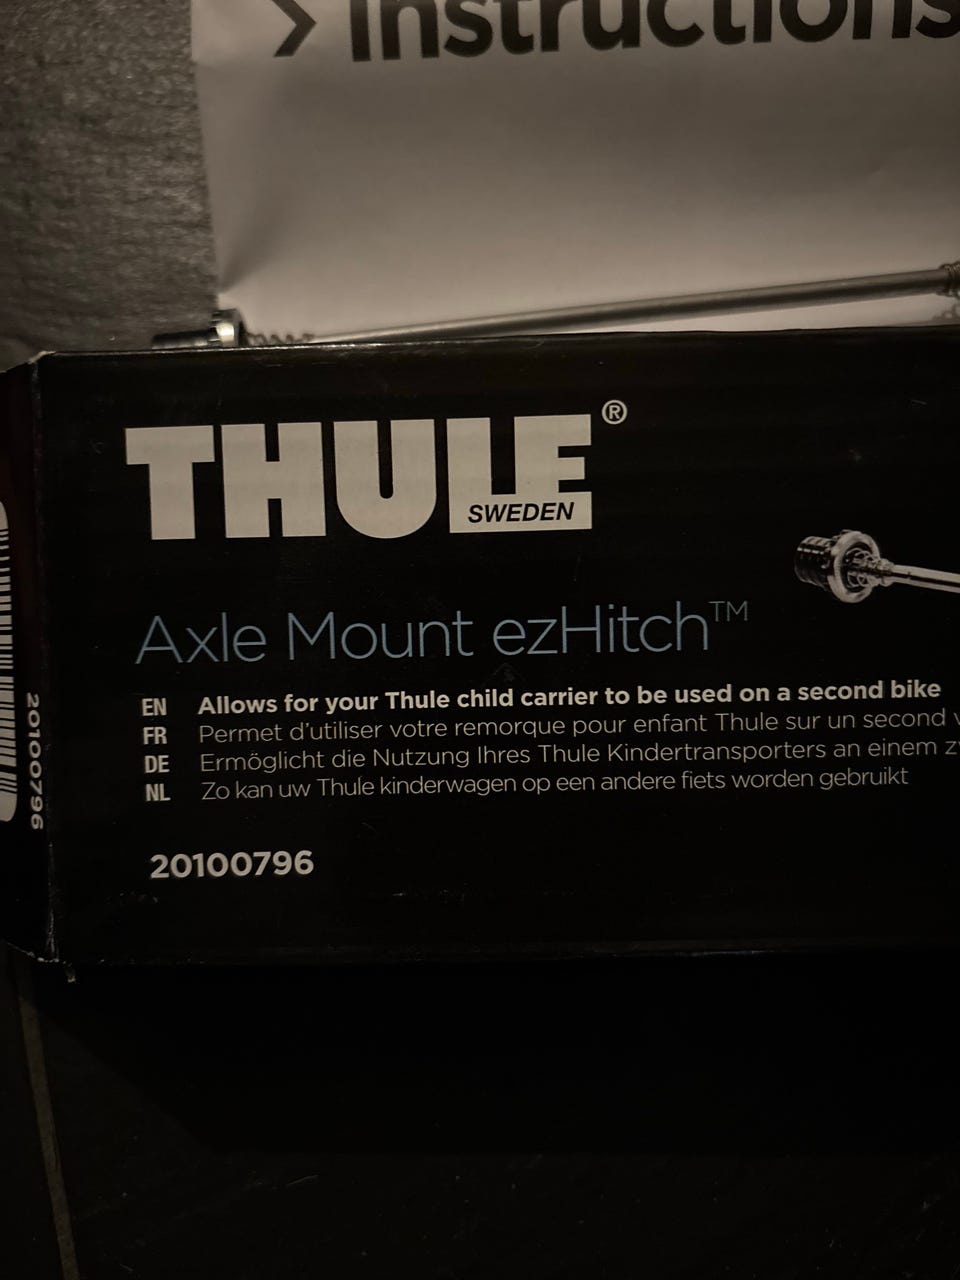 > Instructions
THULE®
SWEDEN
Axle Mount ezHitch™
EN Allows for your Thule child carrier to be used on a second bike
FR Permet d'utiliser votre remorque pour enfant Thule sur un second
DE Ermöglicht die Nutzung Ihres Thule Kindertransporters an einem
NL Zo kan uw Thule kinderwagen op een andere fiets worden gebruikt
20100796
20100796